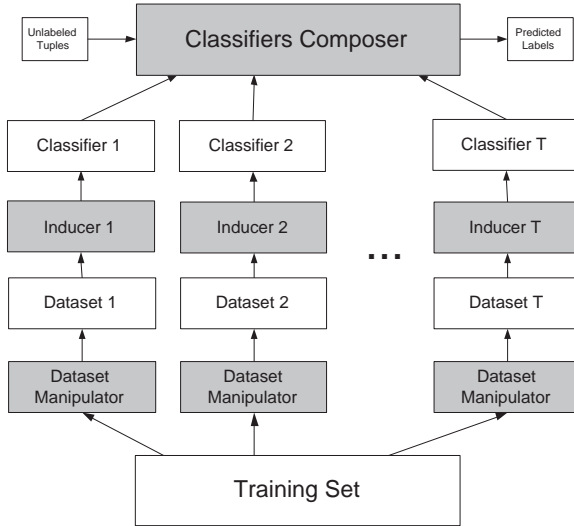 Unlabeled
Tuples
Classifiers Composer
Predicted
Labels
Classifier 1
Classifier 2
Classifier T
Inducer 1
Inducer 2
Inducer T
...
Dataset 1
Dataset 2
Dataset T
Dataset
Manipulator
Dataset
Manipulator
Dataset
Manipulator
Training Set